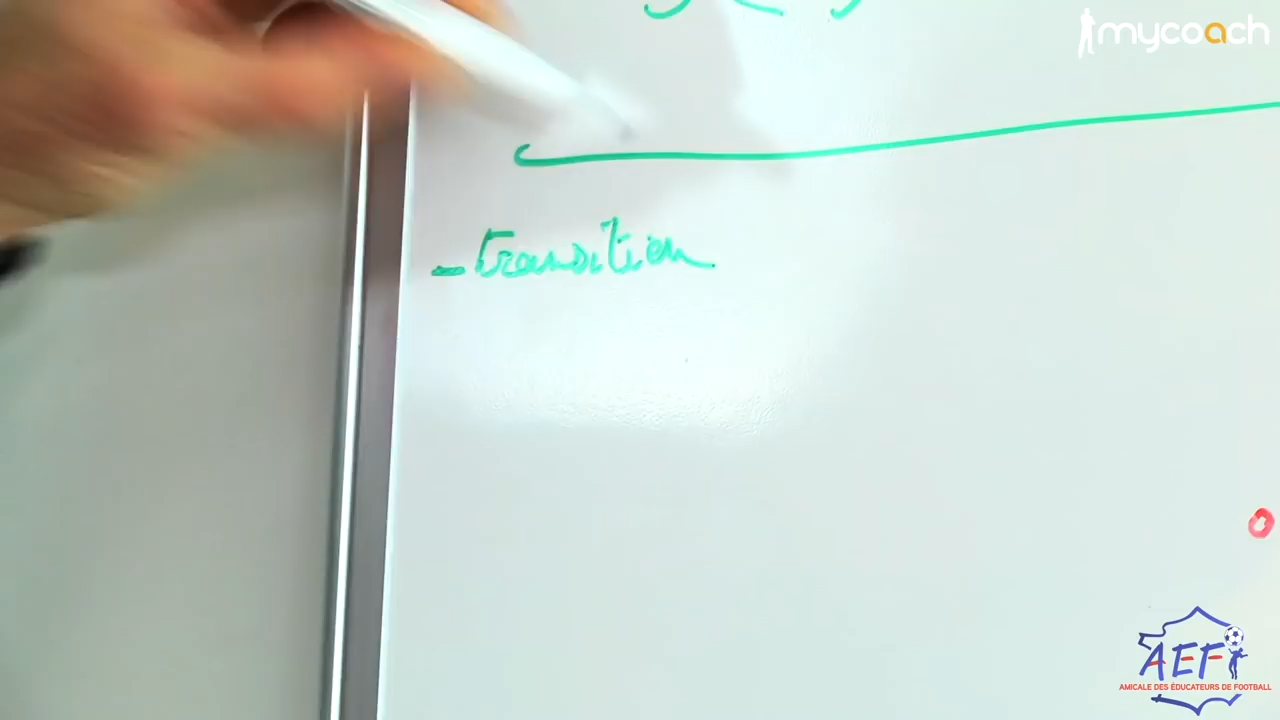 mycoach
- transition
AEF
AMICALE DES ÉDUCATEURS DE FOOTBALL